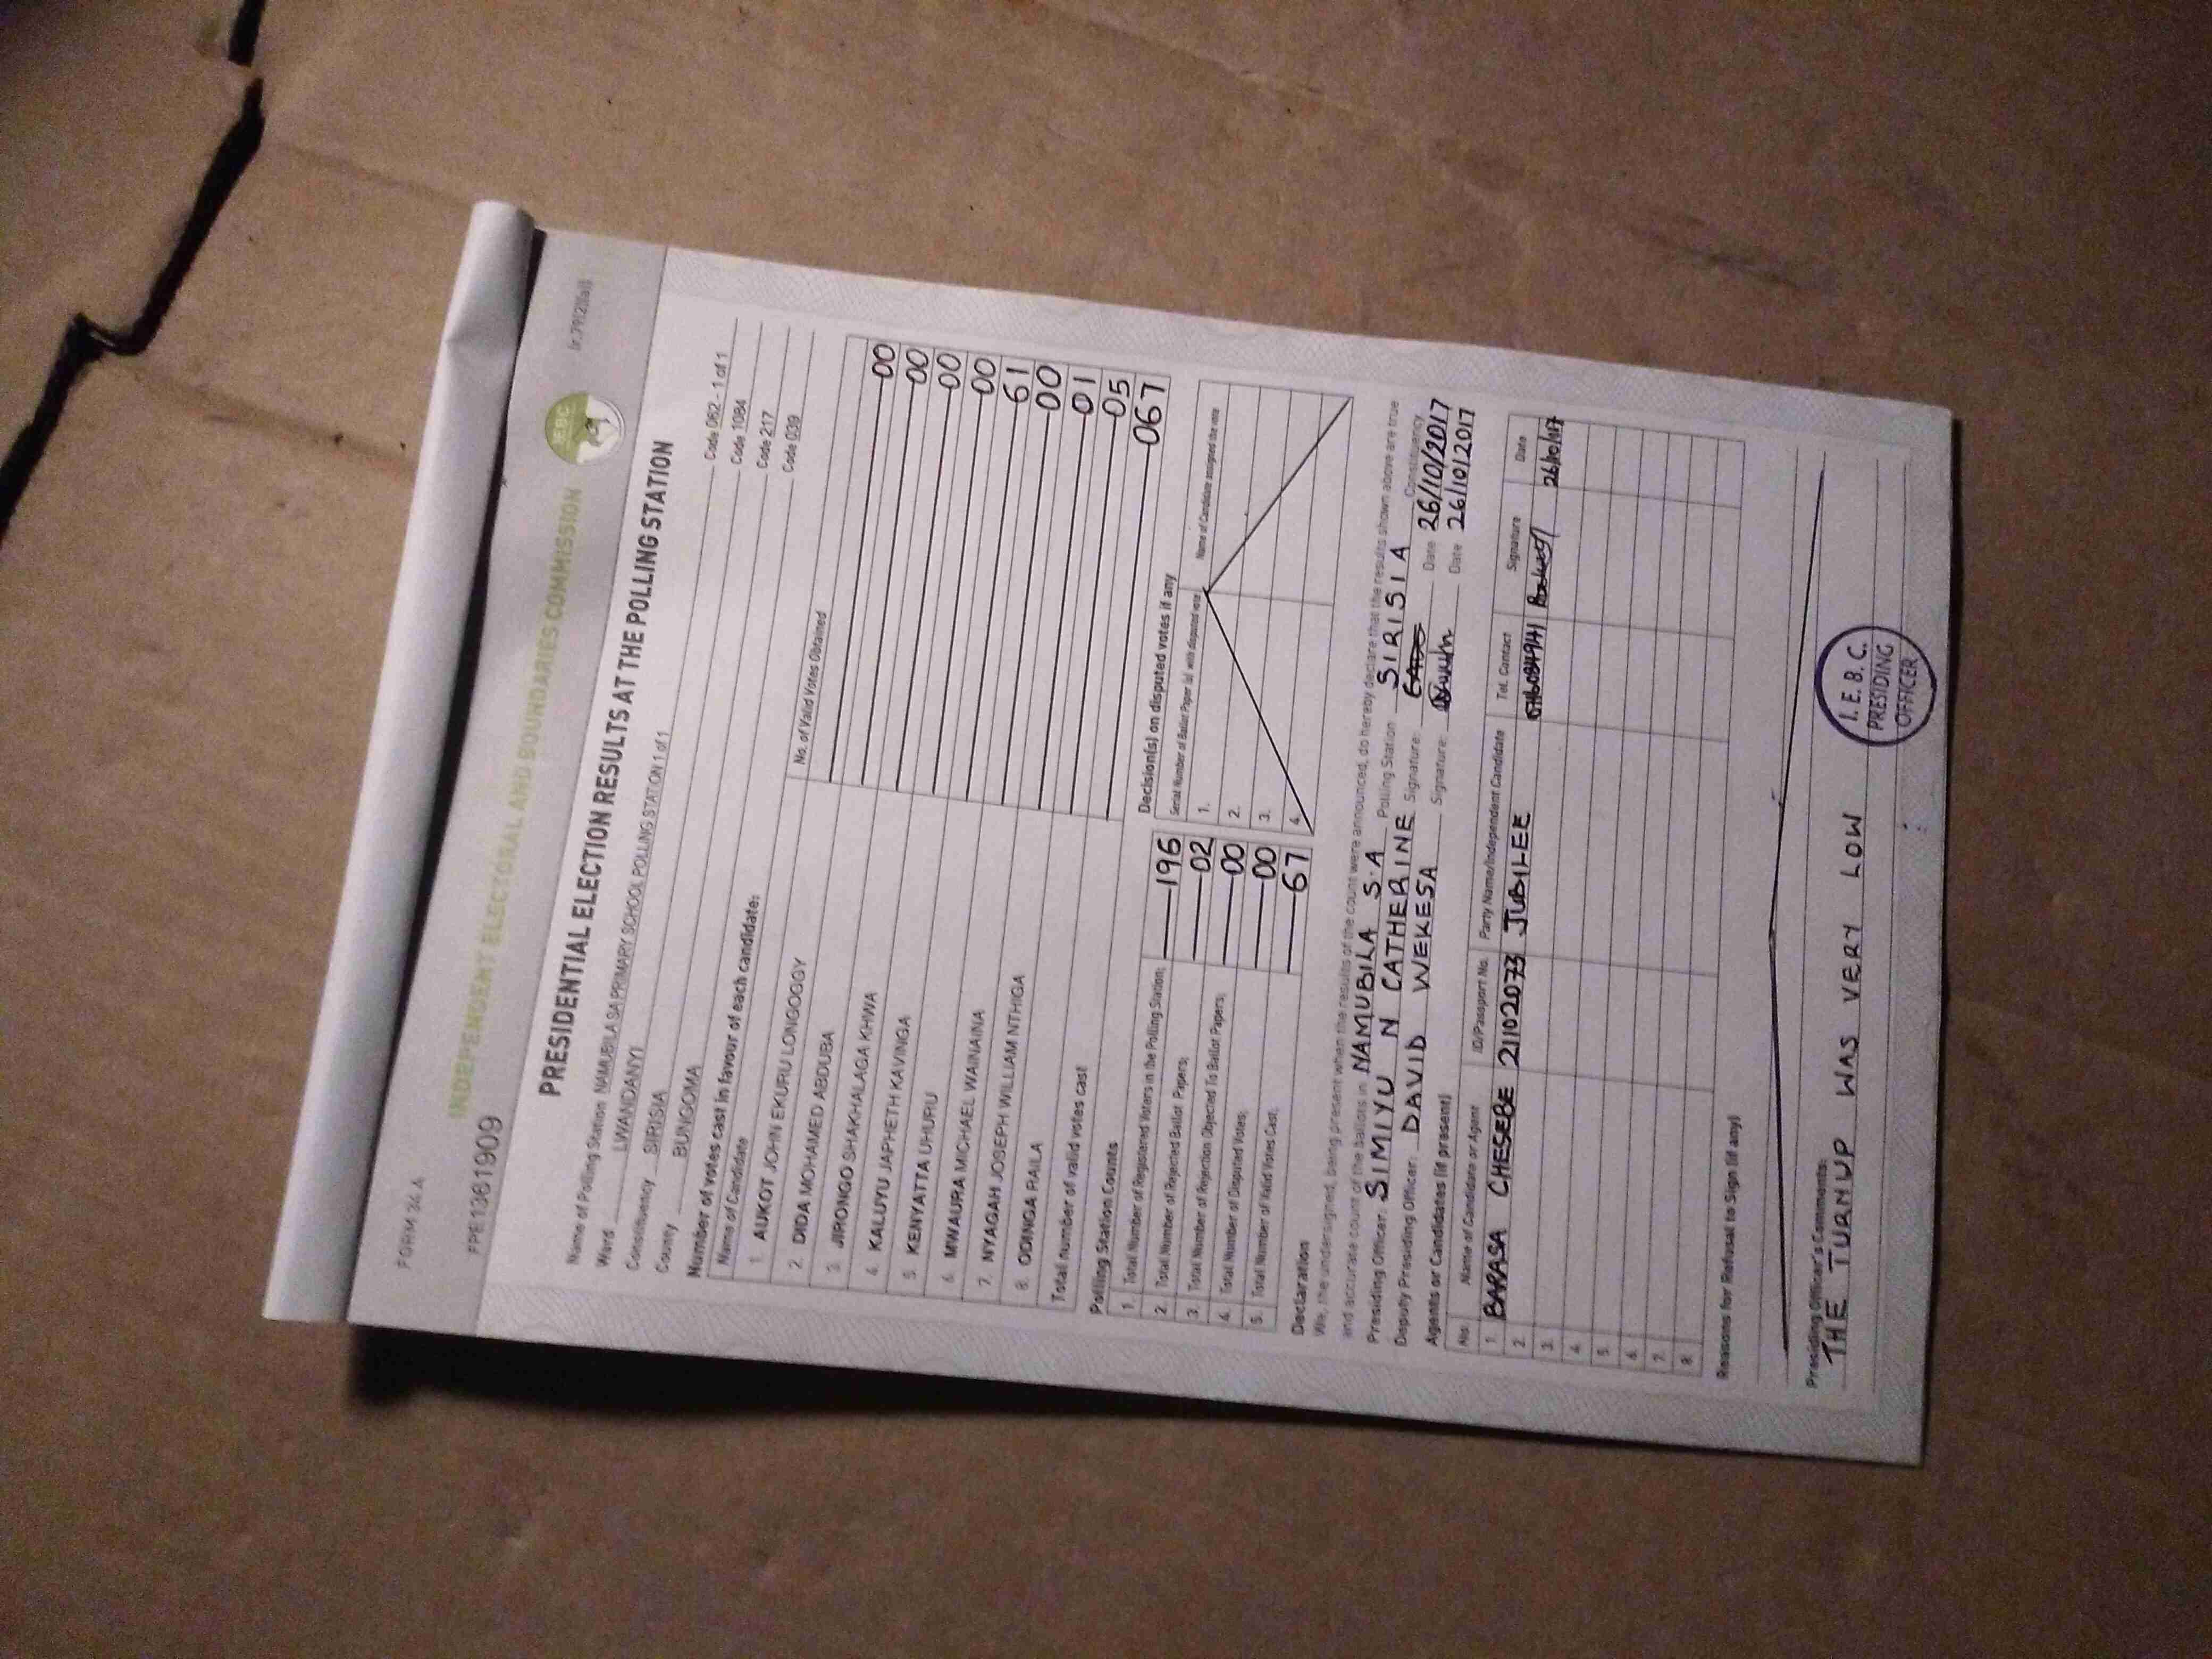 FORM 34 A
(r.79(2)(a))
INDEPENDENT ELECTORAL AND BOUNDARIES COMMISSION
IEBC
FPE1361909
PRESIDENTIAL ELECTION RESULTS AT THE POLLING STATION
Name of Polling Station NAMUBILA SA PRIMARY SCHOOL POLLING STATION 1 of 1 Code 062 - 1 of 1
Ward LWANDANYI Code 1084
Constituency SIRISIA Code 217
County BUNGOMA Code 039
Number of votes cast in favour of each candidate:
Name of Candidate No. of Valid Votes Obtained
1. AUKOT JOHN EKURU LONGOGGY 00
2. DIDA MOHAMED ABDUBA 00
3. JIRONGO SHAKHALAGA KHWA 00
4. KALUYU JAPHETH KAVINGA 00
5. KENYATTA UHURU 61
6. MWAURA MICHAEL WAINAINA 00
7. NYAGAH JOSEPH WILLIAM NTHIGA 01
8. ODINGA RAILA 05
Total number of valid votes cast 067
Polling Station Counts
1. Total Number of Registered Voters in the Polling Station; 196
2. Total Number of Rejected Ballot Papers; 02
3. Total Number of Rejection Objected To Ballot Papers; 00
4. Total Number of Disputed Votes; 00
5. Total Number of Valid Votes Cast; 67
Decision(s) on disputed votes if any
Serial Number of Ballot Paper (s) with disputed vote Name of Candidate assigned the vote
1.
2.
3.
4.
Declaration
We, the undersigned, being present when the results of the count were announced, do hereby declare that the results shown above are true
and accurate count of the ballots in NAMUBILA S.A Polling Station SIRISIA Constituency
Presiding Officer: SIMIYU N CATHERINE Signature: Date 26/10/2017
Deputy Presiding Officer: DAVID WEKESA Signature: Date 26/10/2017
Agents or Candidates (if present)
No. Name of Candidate or Agent ID/Passport No. Party Name/Independent Candidate Tel. Contact Signature Date
1. BARASA CHESEBE 21102073 JUBILEE 26/10/17
2.
3.
4.
5.
6.
7.
8.
Reasons for Refusal to Sign (if any)
Presiding Officer's Comments:
THE TURNUP WAS VERY LOW
I. E. B. C.
PRESIDING
OFFICER